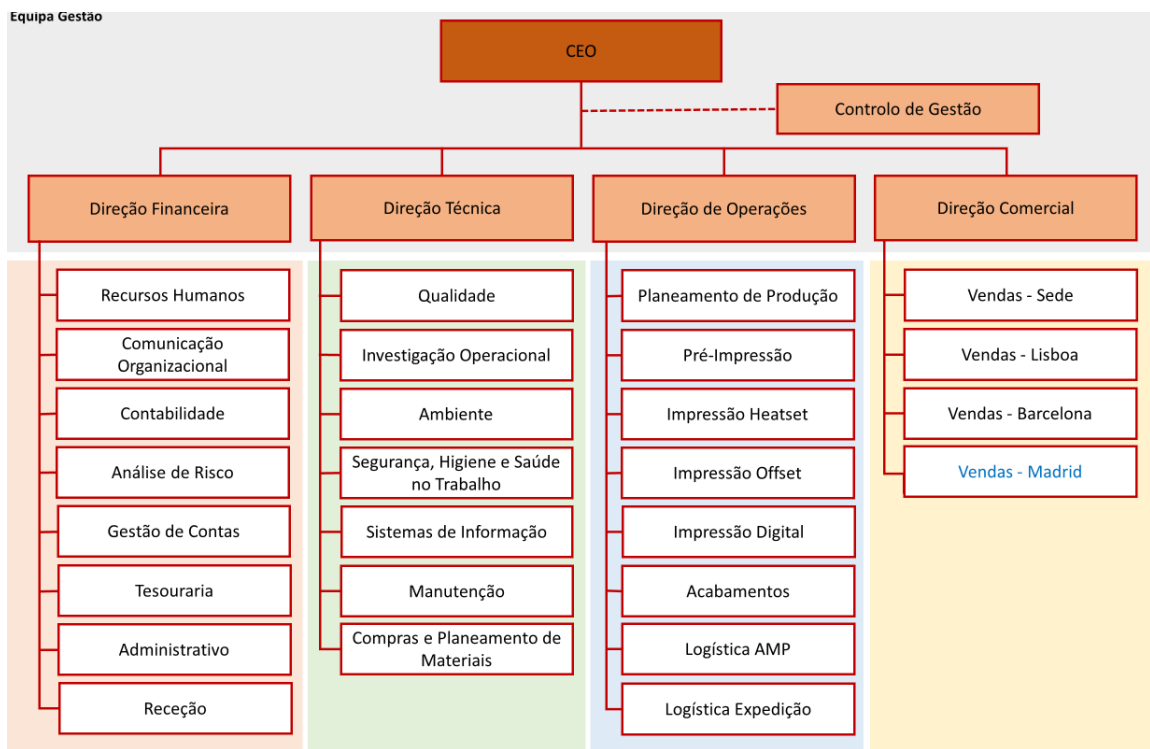 Equipa Gestão
CEO
Controlo de Gestão
Direção Financeira
Direção Técnica
Direção de Operações
Direção Comercial
Recursos Humanos
Comunicação
Organizacional
Contabilidade
Análise de Risco
Gestão de Contas
Tesouraria
Administrativo
Receção
Qualidade
Investigação Operacional
Ambiente
Segurança, Higiene e Saúde
no Trabalho
Sistemas de Informação
Manutenção
Compras e Planeamento de
Materiais
Planeamento de Produção
Pré-Impressão
Impressão Heatset
Impressão Offset
Impressão Digital
Acabamentos
Logística AMP
Logística Expedição
Vendas - Sede
Vendas - Lisboa
Vendas - Barcelona
Vendas - Madrid